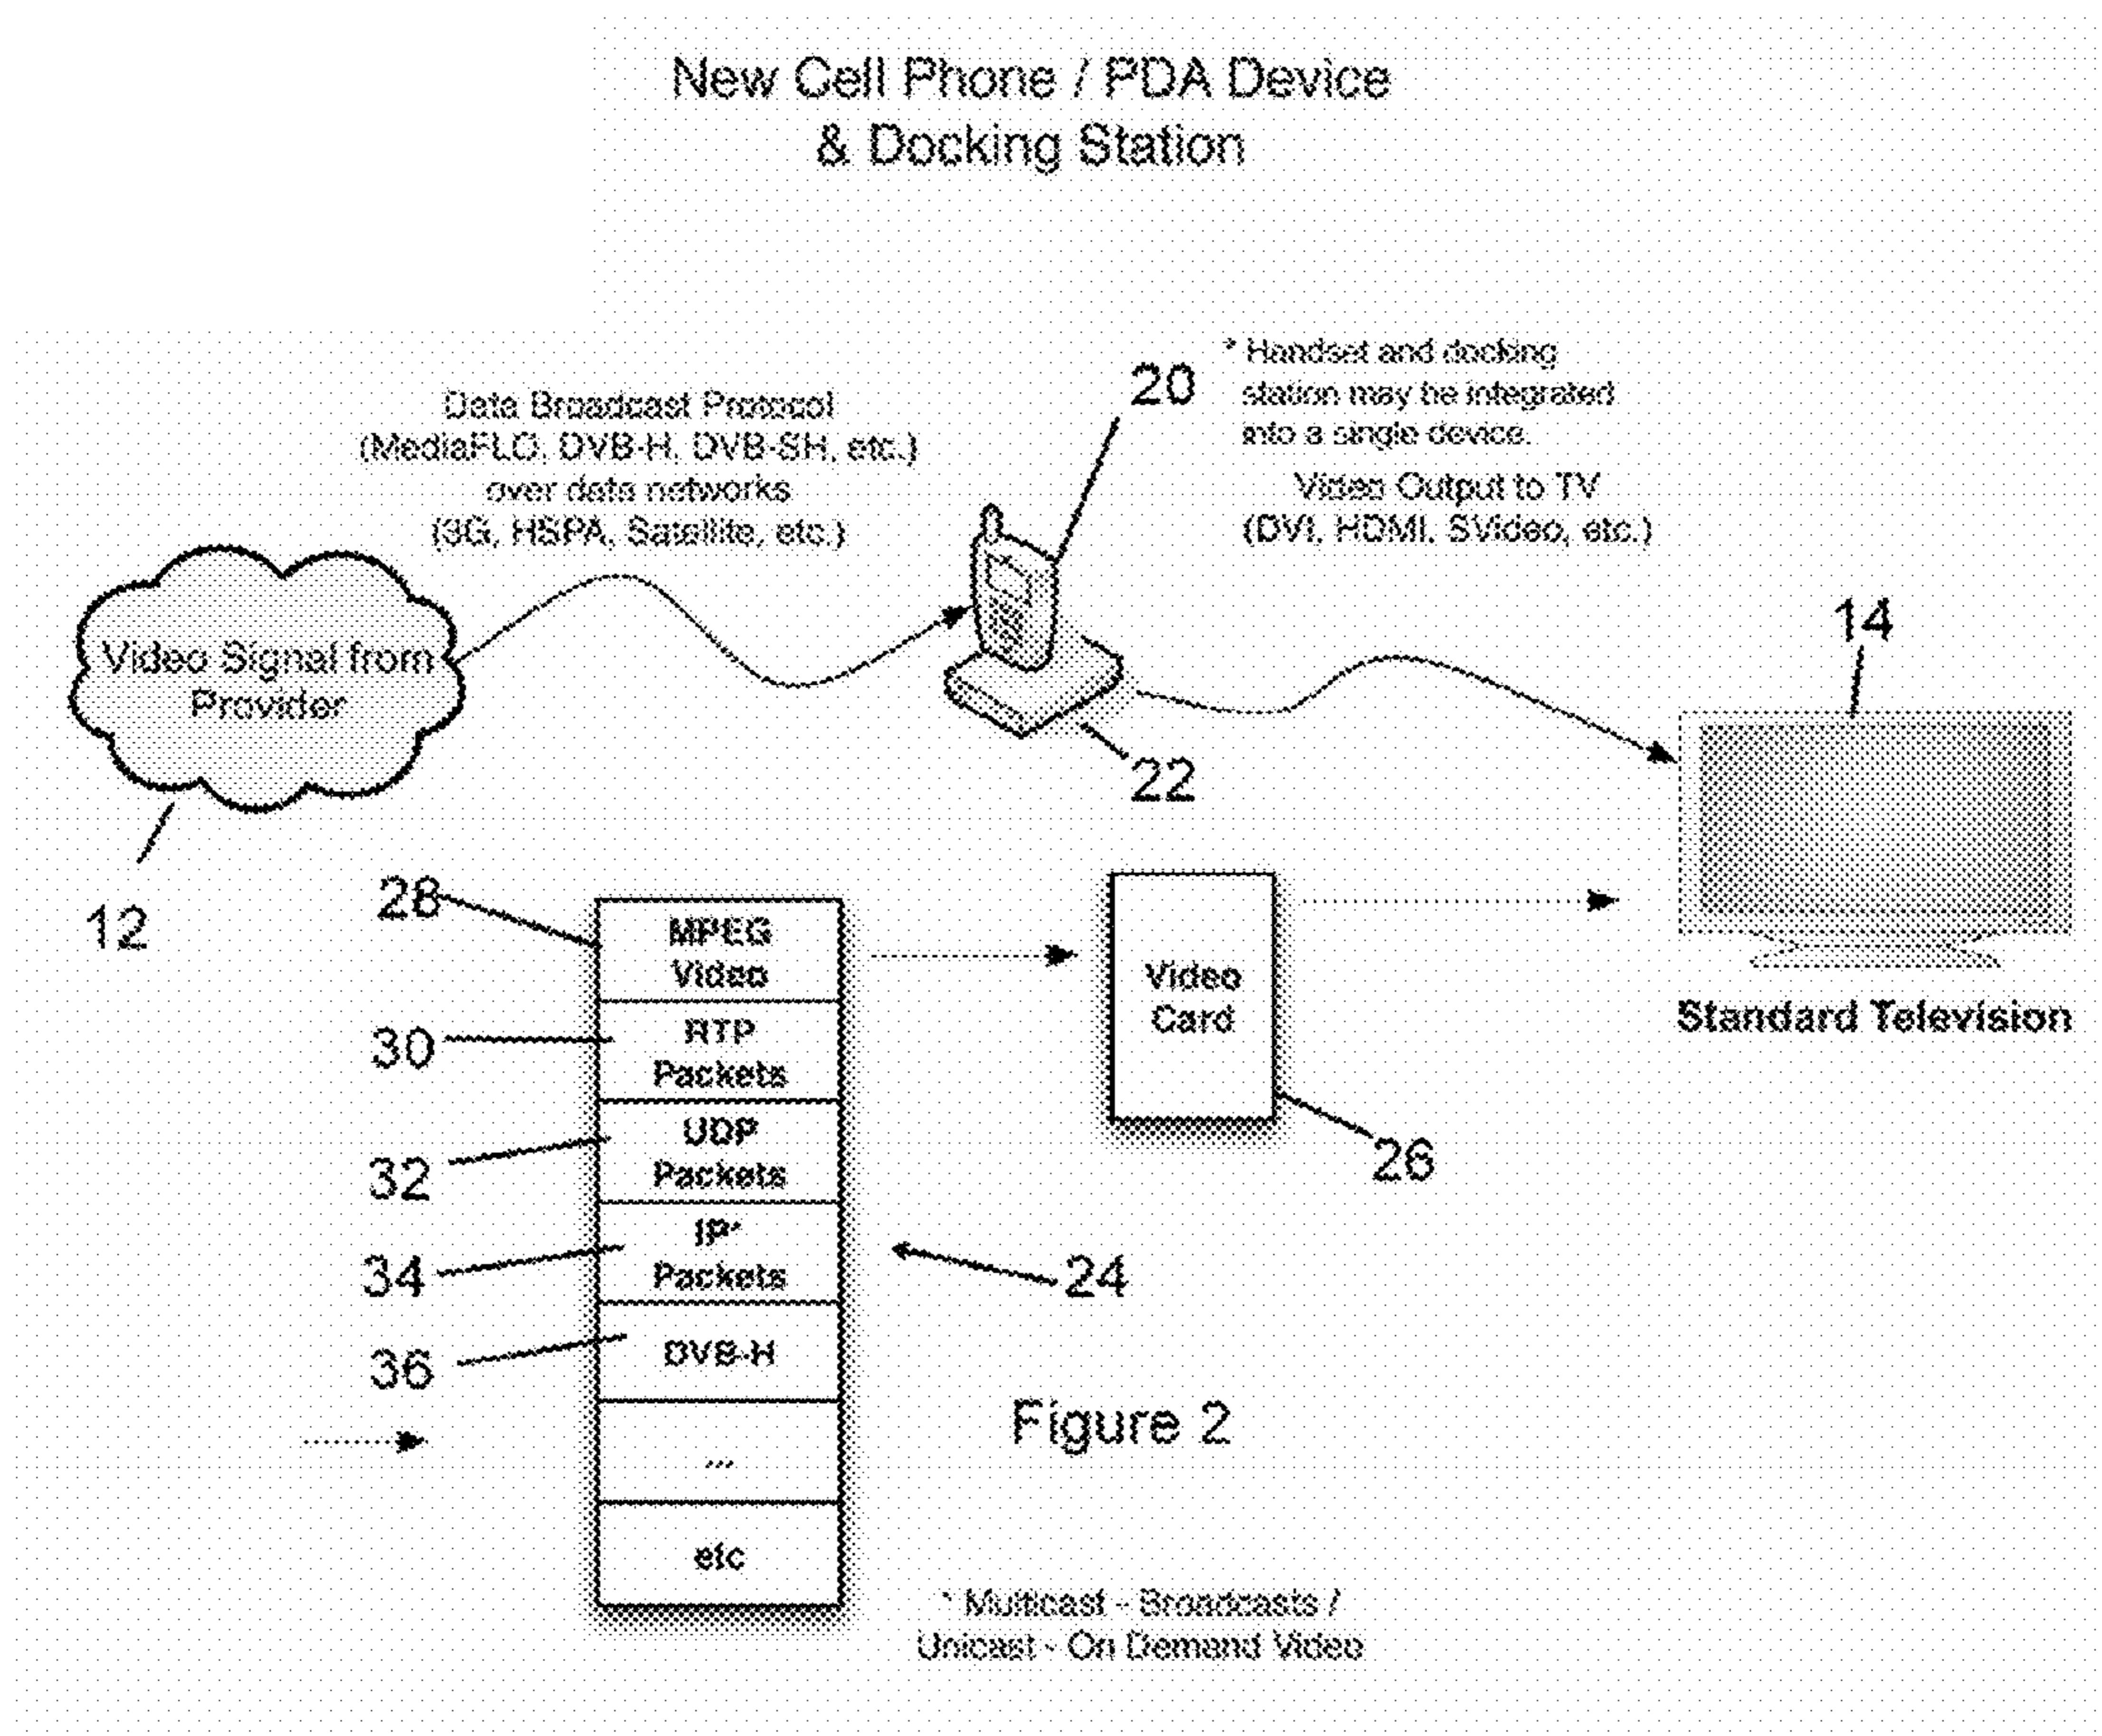 New Cell Phone / PDA Device
& Docking Station
20
* Handset and docking
station may be integrated
into a single device.
Data Broadcast Protocol
(MediaFLO, DVB-H, DVB-SH, etc.)
over data networks
(3G, HSPA, Satellite, etc.)
Video Output to TV
(DVI, HDMI, SVideo, etc.)
14
Video Signal from
Provider
22
12
28
MPEG
Video
Video
Card
Standard Television
30
RTP
Packets
32
UDP
Packets
26
34
IP*
Packets
24
36
DVB-H
Figure 2
...
etc
* Multicast - Broadcasts /
Unicast - On Demand Video